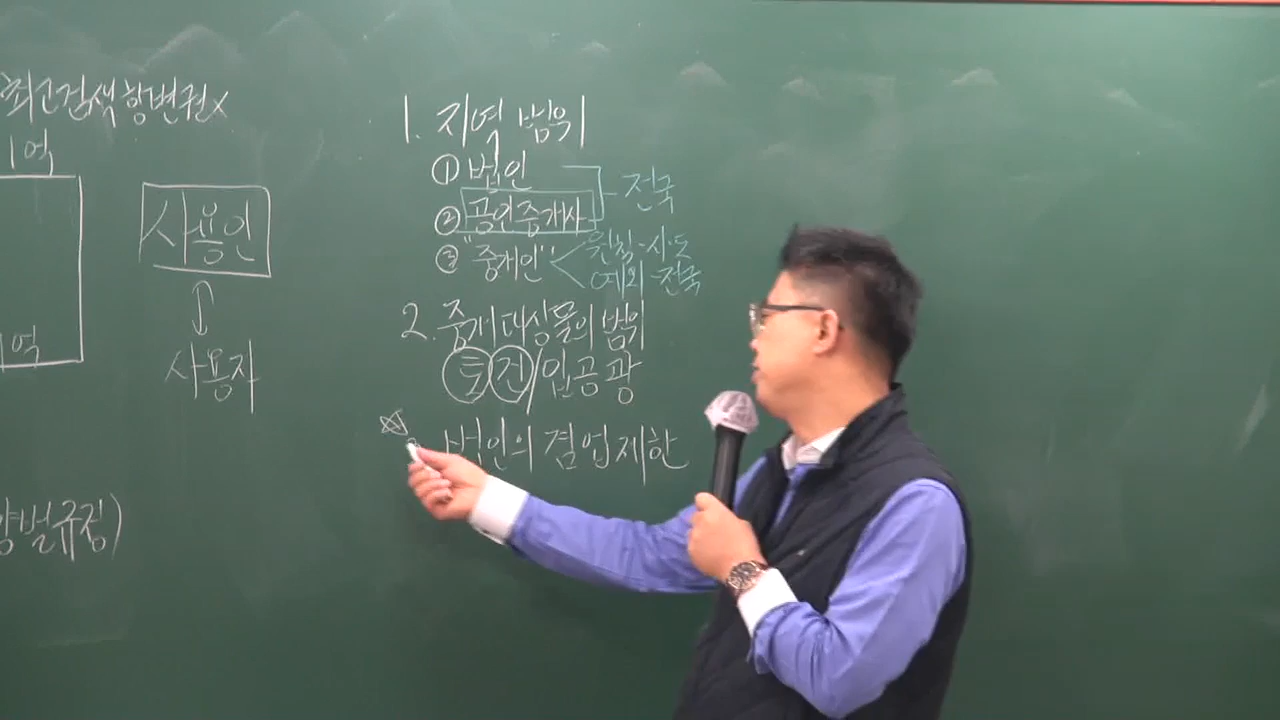 최고검색항변권x
1억
사용인
사용자
억
양벌규정)
1. 지역 범위
① 법인
② 공인중개사
전국
③ "중개인"
원칙-시·도
예외-전국
2. 중개대상물의 범위
토건/입공광
법인의 겸업제한